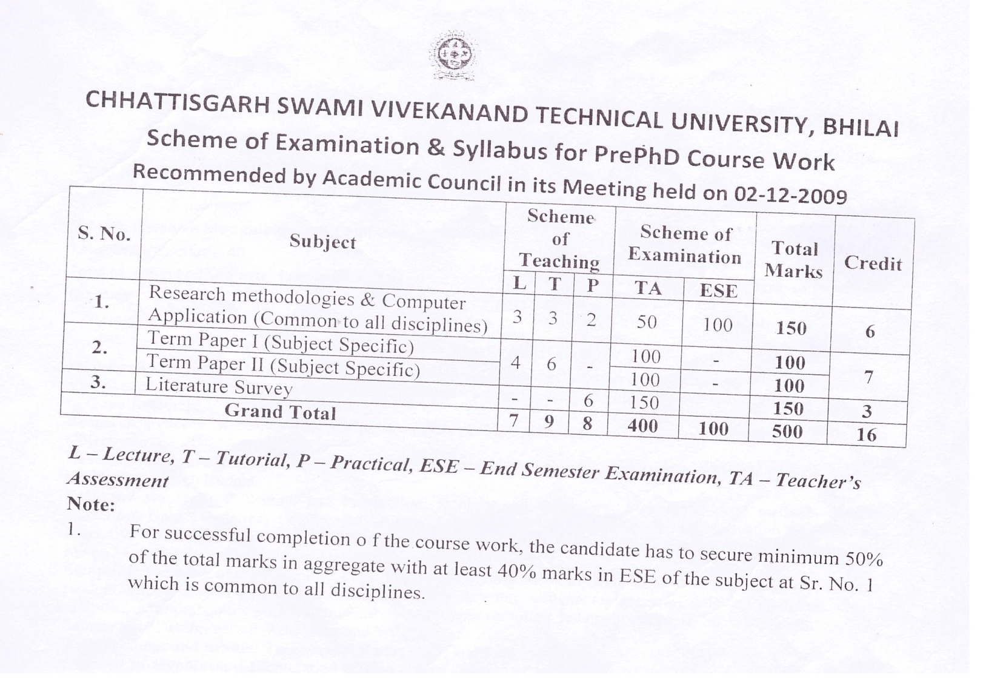 CHHATTISGARH SWAMI VIVEKANAND TECHNICAL UNIVERSITY, BHILAI
Scheme of Examination & Syllabus for PrePhD Course Work
Recommended by Academic Council in its Meeting held on 02-12-2009
S. No. Subject Scheme of Teaching Scheme of Examination Total Marks Credit
L T P TA ESE
1. Research methodologies & Computer
Application (Common to all disciplines) 3 3 2 50 100 150 6
2. Term Paper I (Subject Specific) 4 6 - 100 - 100 7
Term Paper II (Subject Specific) 100 - 100
3. Literature Survey - - 6 150 150 3
Grand Total 7 9 8 400 100 500 16
L – Lecture, T – Tutorial, P – Practical, ESE – End Semester Examination, TA – Teacher's
Assessment
Note:
1. For successful completion o f the course work, the candidate has to secure minimum 50%
of the total marks in aggregate with at least 40% marks in ESE of the subject at Sr. No. 1
which is common to all disciplines.